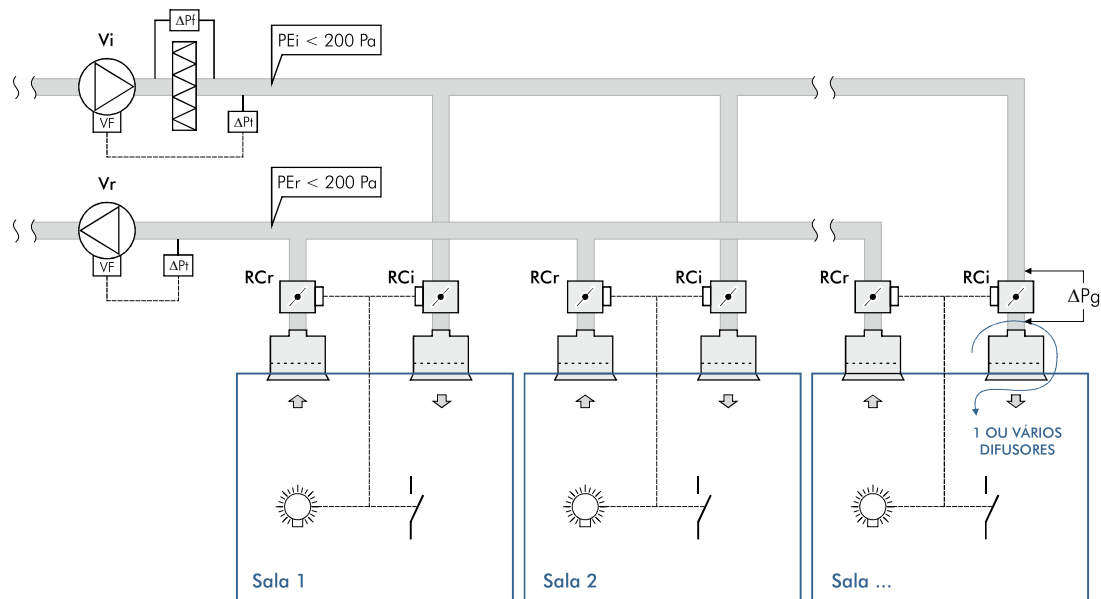 ΔPf
Vi
PEi < 200 Pa
VF
ΔPt
Vr
PEr < 200 Pa
VF
ΔPt
RCr
RCi
RCr
RCi
RCr
RCi
ΔPg
1 OU VÁRIOS
DIFUSORES
Sala 1
Sala 2
Sala ...